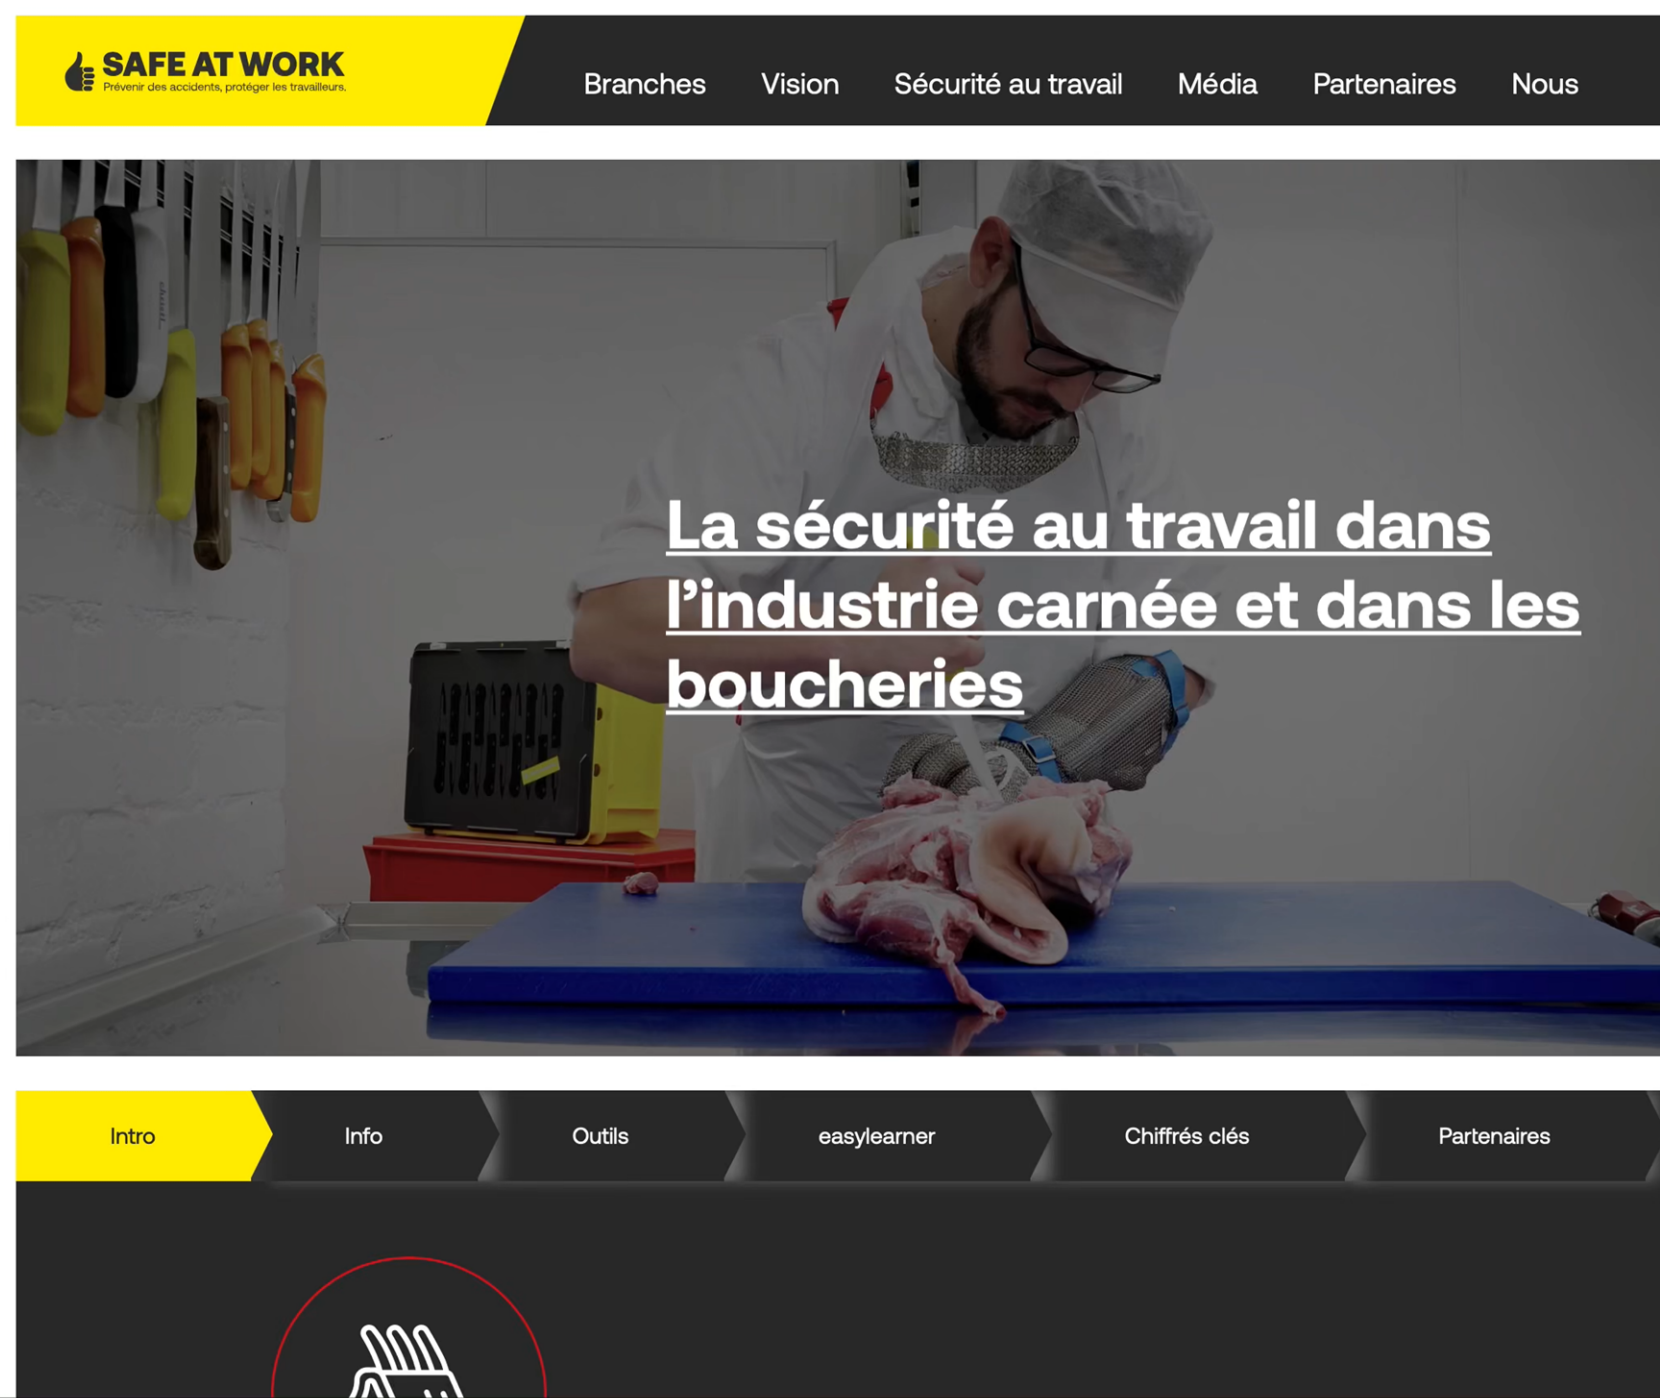 SAFE AT WORK
Prévenir des accidents, protéger les travailleurs.
Branches
Vision
Sécurité au travail
Média
Partenaires
Nous
La sécurité au travail dans
l’industrie carnée et dans les
boucheries
Intro
Info
Outils
easylearner
Chiffrés clés
Partenaires